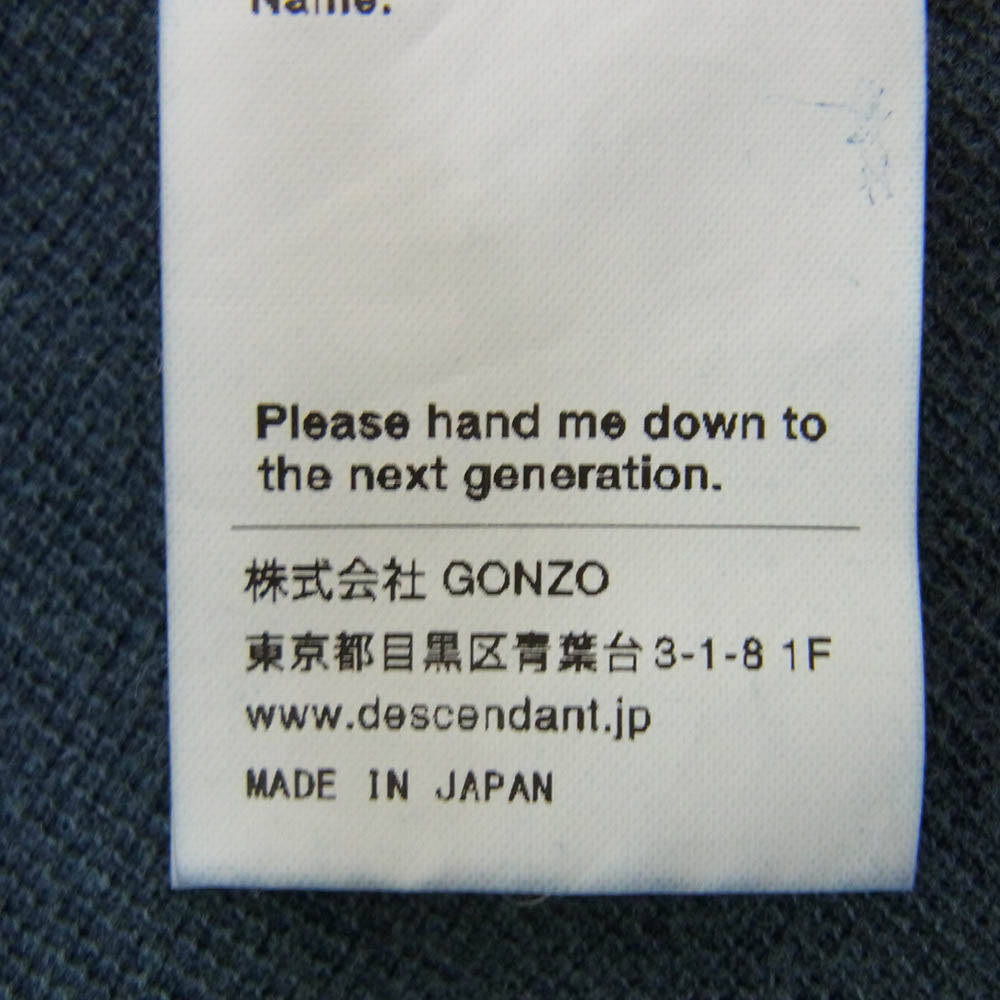 Name:
Please hand me down to
the next generation.
株式会社 GONZO
東京都目黒区青葉台3-1-8 1F
www.descendant.jp
MADE IN JAPAN